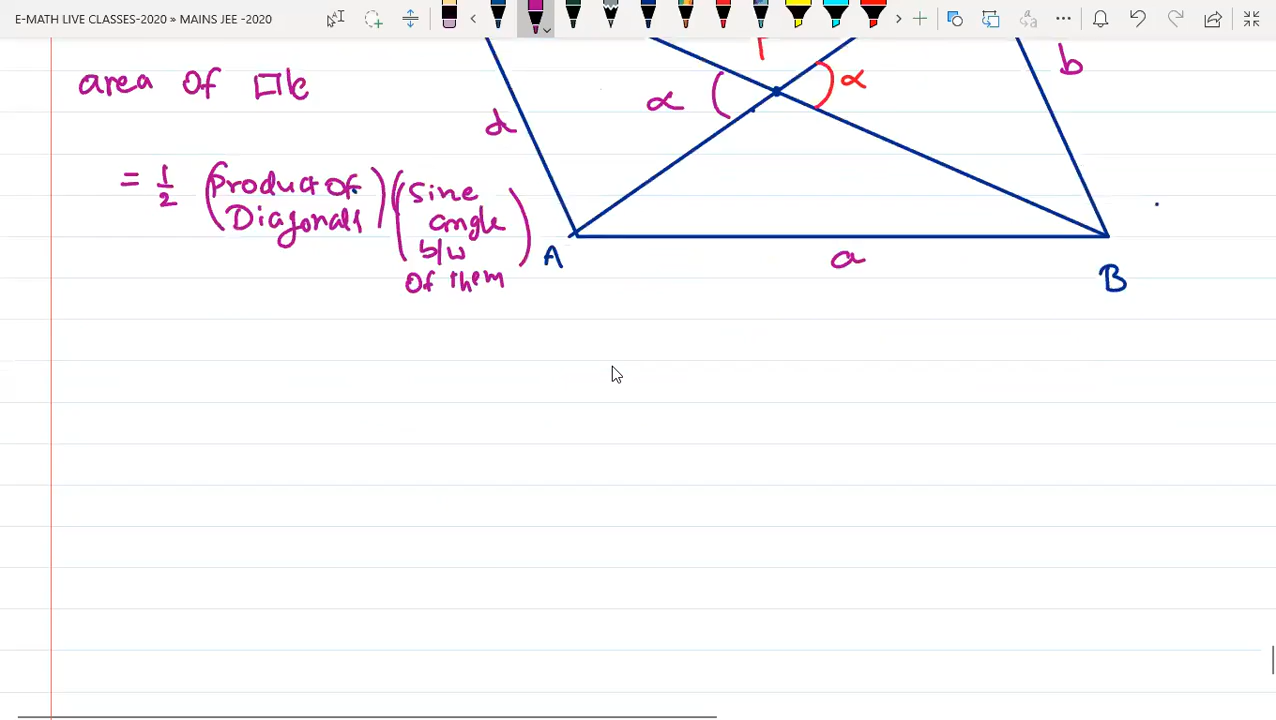 E-MATH LIVE CLASSES-2020 » MAINS JEE -2020
b
area of □le
α
α
d
= 1/2 (Product of Diagonals) (Sine angle b/w of them)
A
a
B